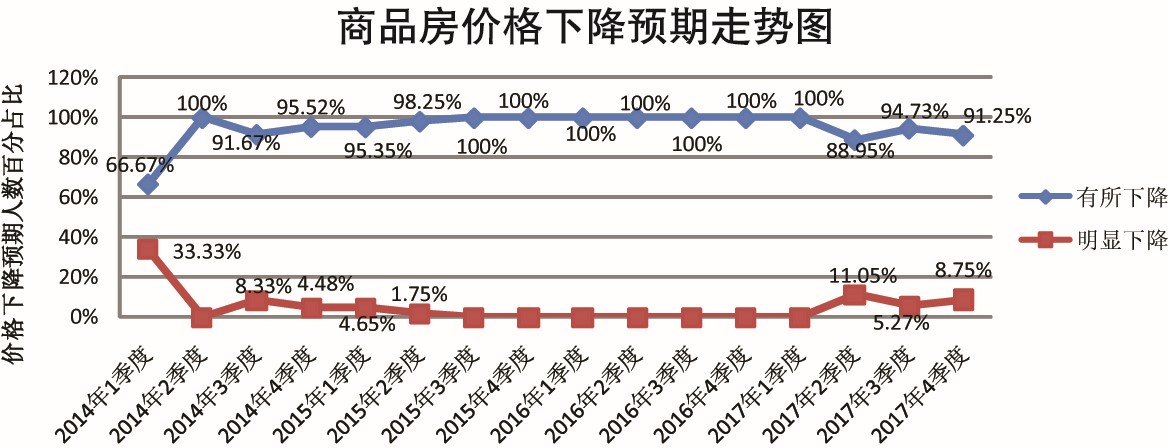 商品房价格下降预期走势图
价格下降预期人数百分占比
120%
100%
80%
60%
40%
20%
0%
66.67%
100%
91.67%
95.52%
95.35%
98.25%
100%
100%
100%
100%
100%
100%
100%
88.95%
94.73%
91.25%
33.33%
8.33%
4.48%
4.65%
1.75%
11.05%
5.27%
8.75%
2014年1季度
2014年2季度
2014年3季度
2014年4季度
2015年1季度
2015年2季度
2015年3季度
2015年4季度
2016年1季度
2016年2季度
2016年3季度
2016年4季度
2017年1季度
2017年2季度
2017年3季度
2017年4季度
有所下降
明显下降